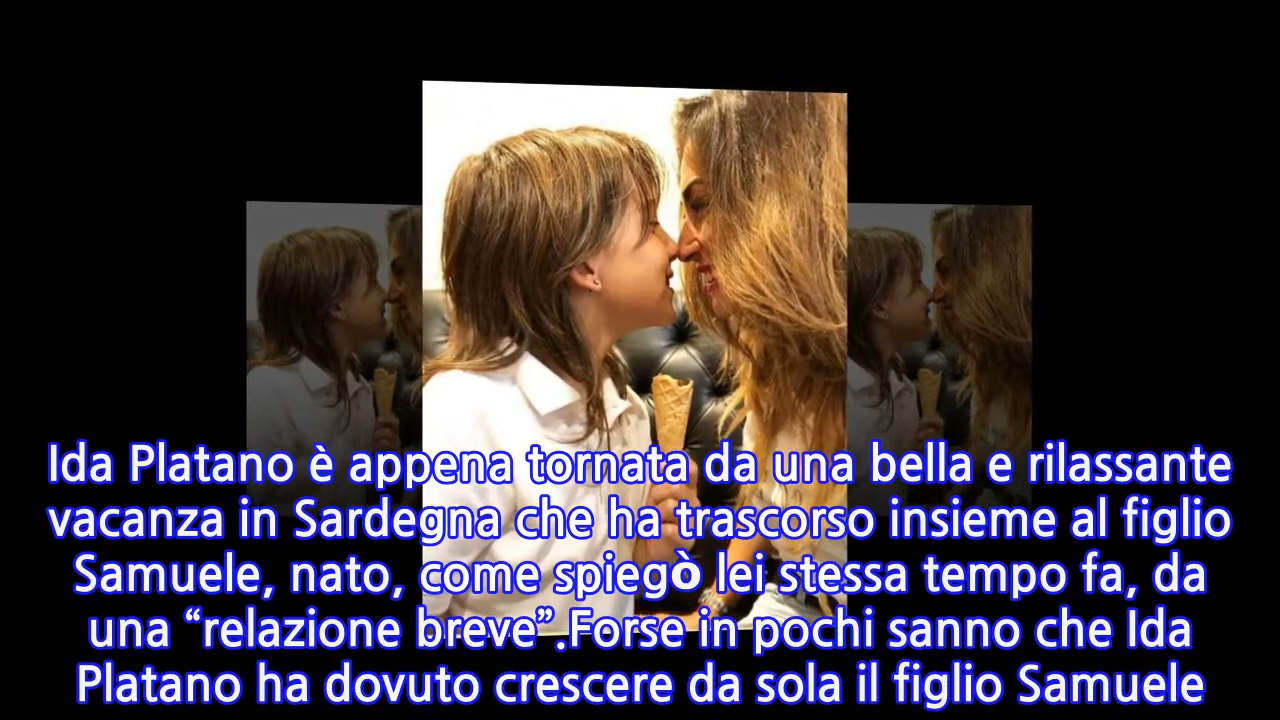 Ida Platano è appena tornata da una bella e rilassante
vacanza in Sardegna che ha trascorso insieme al figlio
Samuele, nato, come spiegò lei stessa tempo fa, da
una “relazione breve”.Forse in pochi sanno che Ida
Platano ha dovuto crescere da sola il figlio Samuele